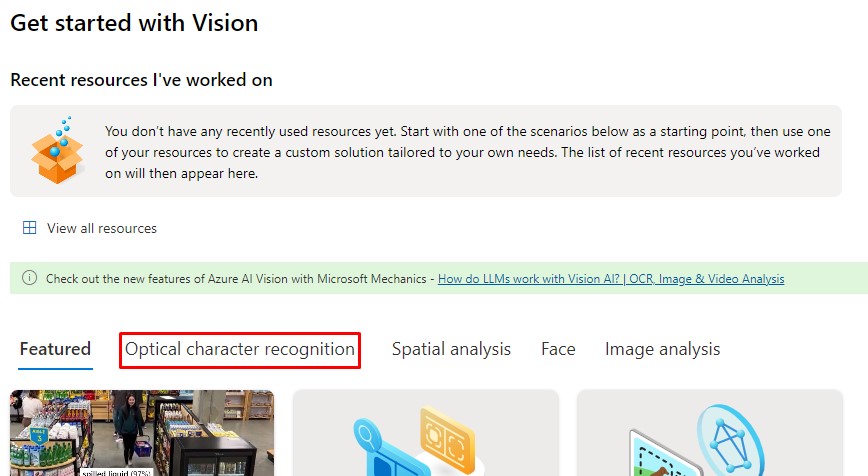 Get started with Vision
Recent resources I've worked on
You don't have any recently used resources yet. Start with one of the scenarios below as a starting point, then use one
of your resources to create a custom solution tailored to your own needs. The list of recent resources you've worked
on will then appear here.
View all resources
Check out the new features of Azure AI Vision with Microsoft Mechanics - How do LLMs work with Vision AI? | OCR, Image & Video Analysis
Featured Optical character recognition Spatial analysis Face Image analysis
AISLE
3
spilled liquid (97%)